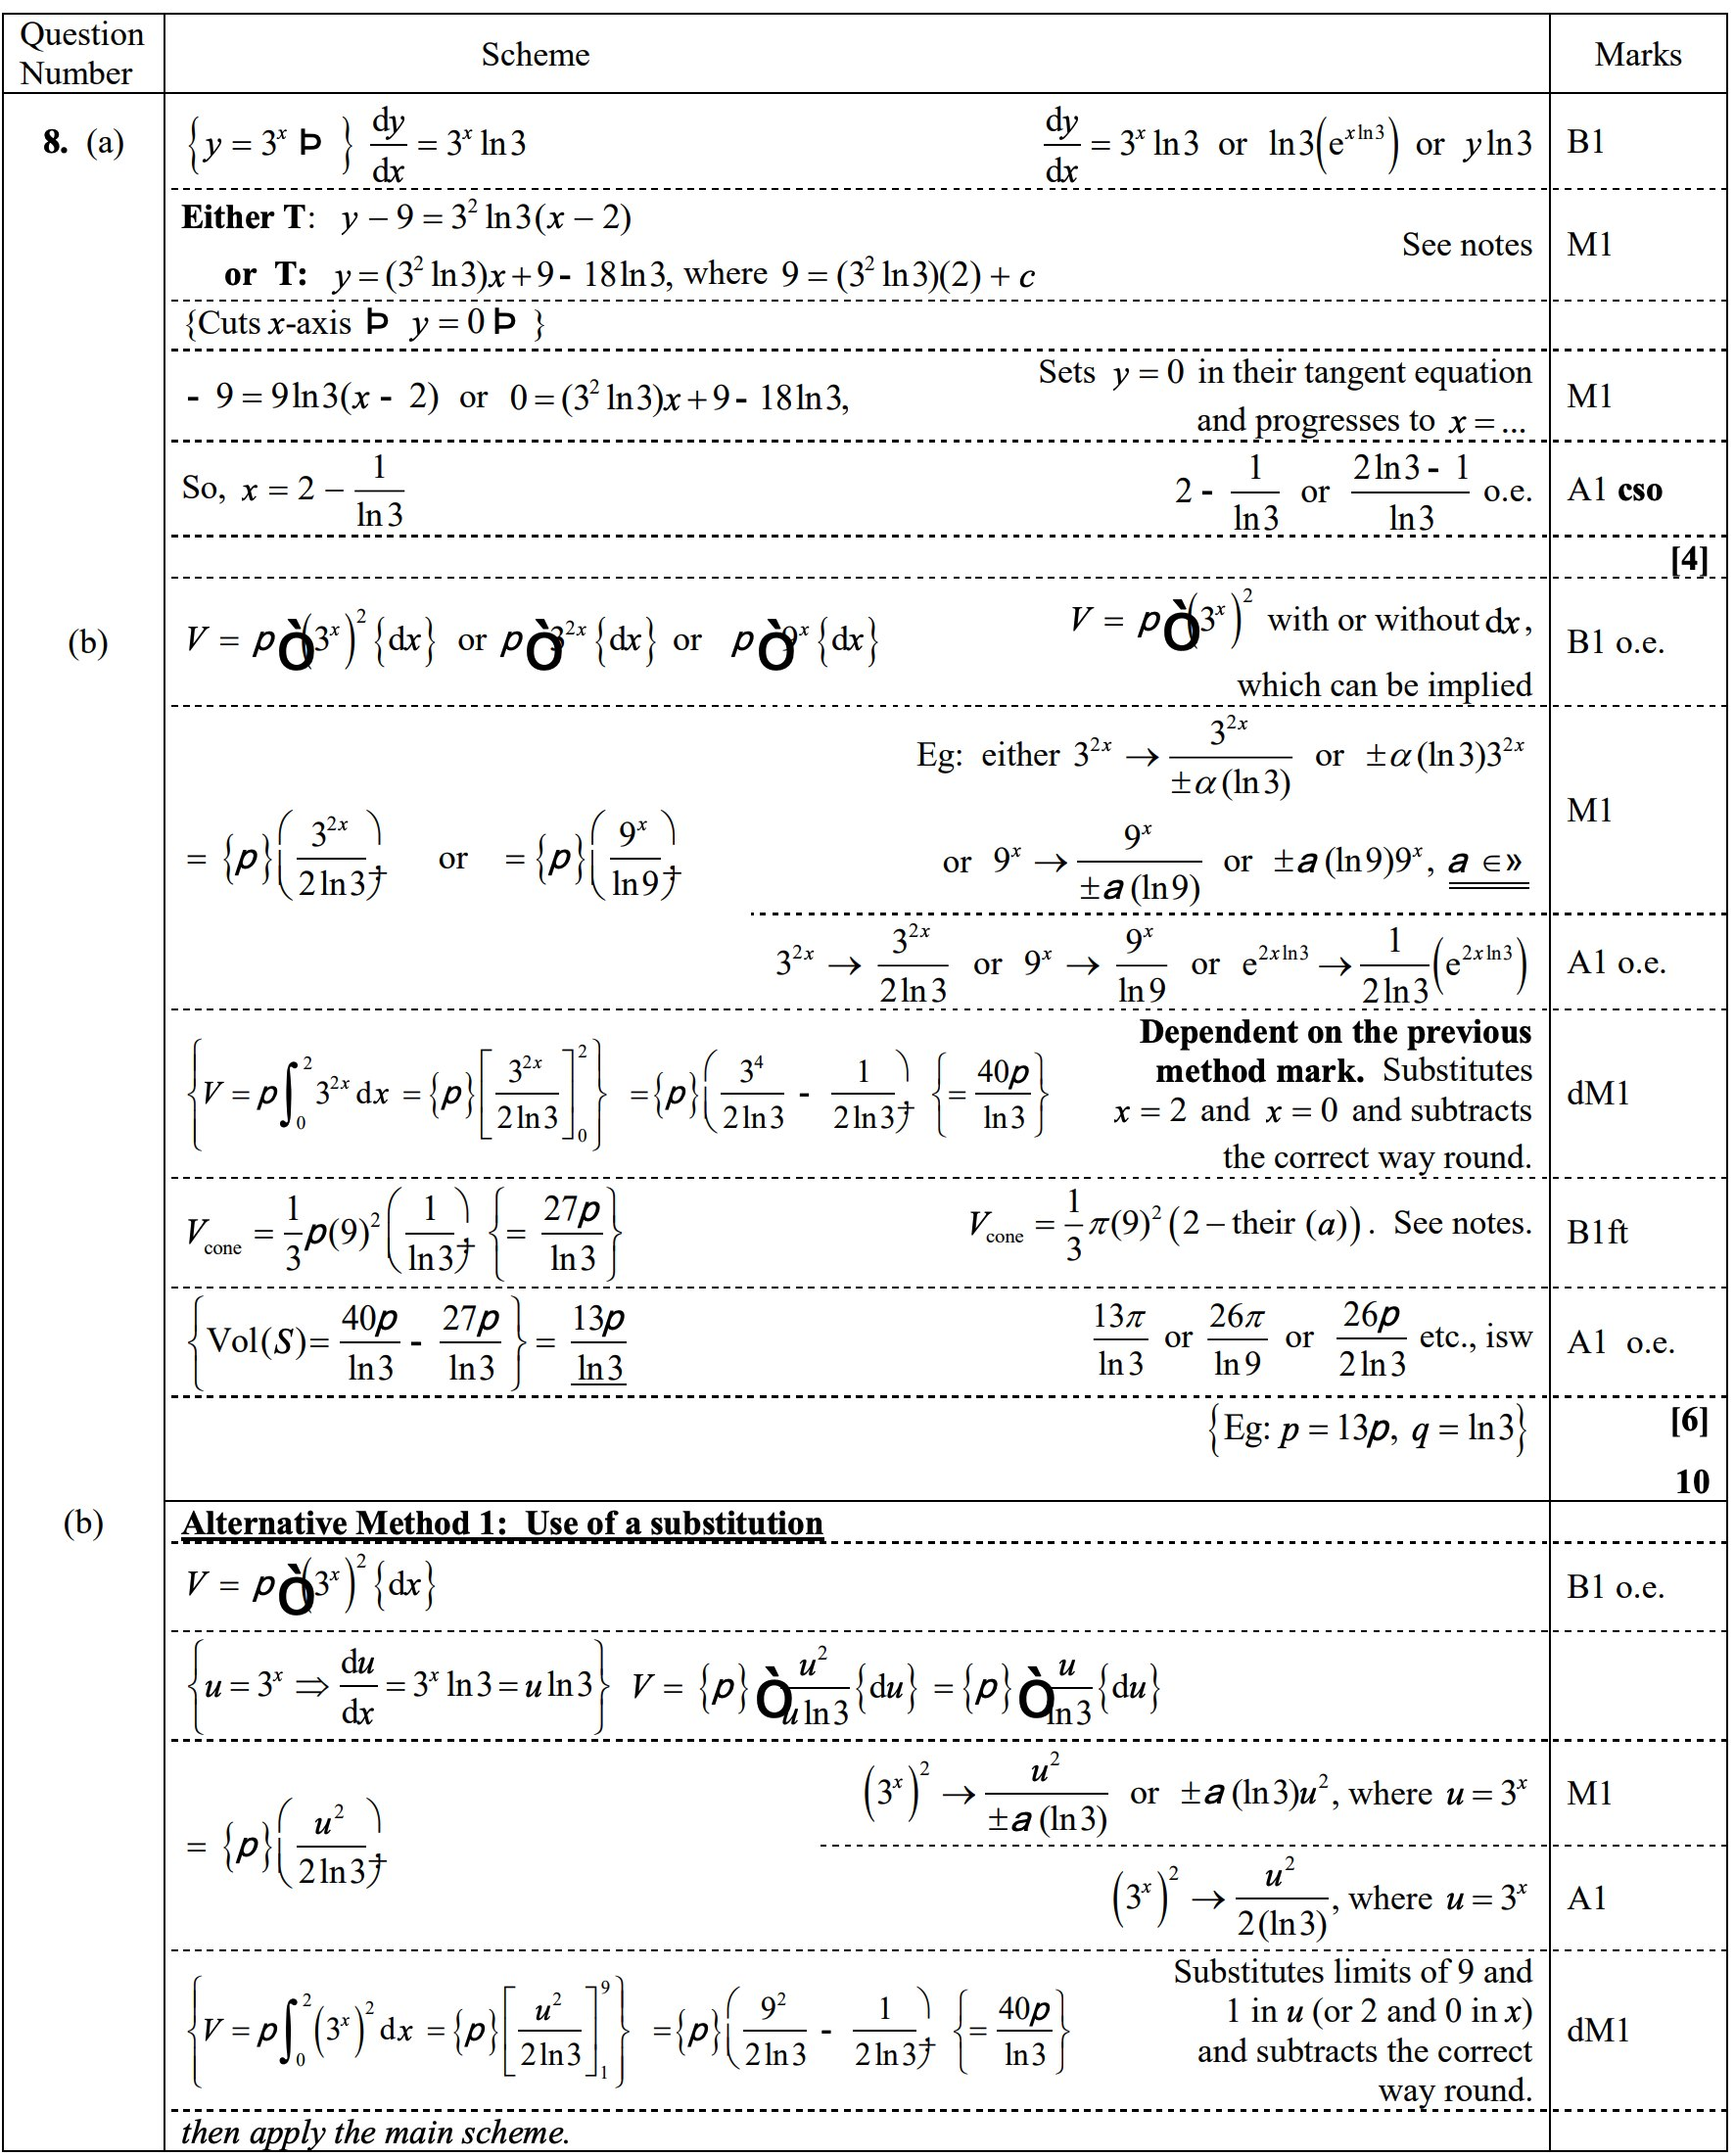 Question Number Scheme Marks
8. (a) {y = 3^x Þ } dy/dx = 3^x ln3 dy/dx = 3^x ln3 or ln3(e^(x ln3)) or y ln3 B1
Either T: y − 9 = 3^2 ln3(x − 2)
See notes M1
or T: y = (3^2 ln3)x + 9 - 18ln3, where 9 = (3^2 ln3)(2) + c
{Cuts x-axis Þ y = 0 Þ }
- 9 = 9ln3(x - 2) or 0 = (3^2 ln3)x + 9 - 18ln3, Sets y = 0 in their tangent equation and progresses to x = ... M1
So, x = 2 − 1/ln3 2 - 1/ln3 or (2ln3 - 1)/ln3 o.e. A1 cso
[4]
(b) V = p ò(3^x)^2 {dx} or p ò 3^(2x) {dx} or p ò 9^x {dx} V = p ò(3^x)^2 with or without dx, which can be implied B1 o.e.
Eg: either 3^(2x) → 3^(2x)/(±α(ln3)) or ±α(ln3)3^(2x)
= {p}(3^(2x)/(2ln3)) or = {p}(9^x/ln9) or 9^x → 9^x/(±a(ln9)) or ±a(ln9)9^x, a ∈» M1
3^(2x) → 3^(2x)/(2ln3) or 9^x → 9^x/ln9 or e^(2x ln3) → 1/(2ln3)(e^(2x ln3)) A1 o.e.
{V = p∫_0^2 3^(2x) dx = {p}[3^(2x)/(2ln3)]_0^2} = {p}(3^4/(2ln3) - 1/(2ln3)) {= 40p/ln3} Dependent on the previous method mark. Substitutes x = 2 and x = 0 and subtracts the correct way round. dM1
V_cone = 1/3 p(9)^2(1/ln3) {= 27p/ln3} V_cone = 1/3 π(9)^2(2 − their (a)). See notes. B1ft
{Vol(S) = 40p/ln3 - 27p/ln3} = 13p/ln3 13π/ln3 or 26π/ln9 or 26p/(2ln3) etc., isw A1 o.e.
{Eg: p = 13p, q = ln3} [6]
10
(b) Alternative Method 1: Use of a substitution
V = p ò(3^x)^2 {dx} B1 o.e.
{u = 3^x ⇒ du/dx = 3^x ln3 = u ln3} V = {p} ò u^2/(u ln3) {du} = {p} ò u/ln3 {du}
(3^x)^2 → u^2/(±a(ln3)) or ±a(ln3)u^2, where u = 3^x M1
= {p}(u^2/(2ln3))
(3^x)^2 → u^2/(2(ln3)), where u = 3^x A1
{V = p∫_0^2 (3^x)^2 dx = {p}[u^2/(2ln3)]_1^9} = {p}(9^2/(2ln3) - 1/(2ln3)) {= 40p/ln3} Substitutes limits of 9 and 1 in u (or 2 and 0 in x) and subtracts the correct way round. dM1
then apply the main scheme.